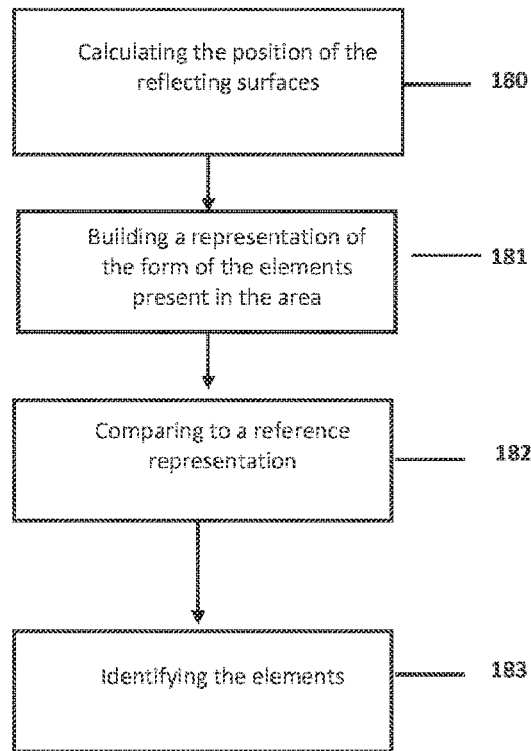 Calculating the position of the
reflecting surfaces
180
Building a representation of
the form of the elements
present in the area
181
Comparing to a reference
representation
182
Identifying the elements
183